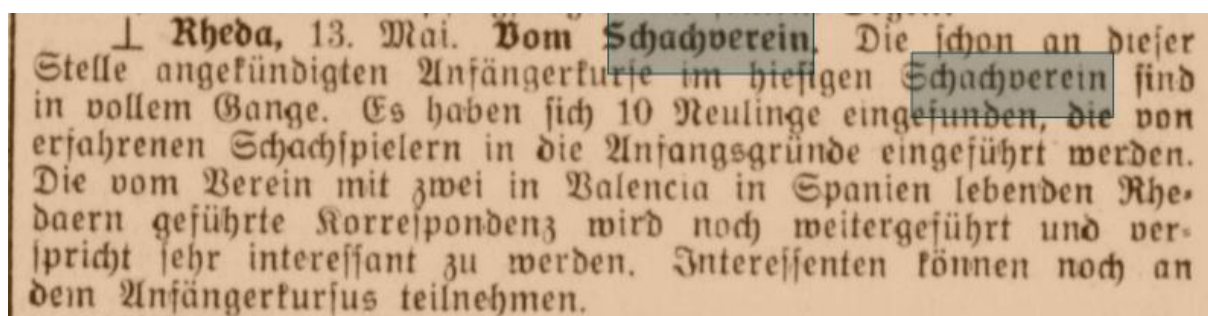 ⊥ Rheda, 13. Mai. Vom Schachverein. Die schon an dieser
Stelle angekündigten Anfängerkurse im hiesigen Schachverein sind
in vollem Gange. Es haben sich 10 Neulinge eingefunden, die von
erfahrenen Schachspielern in die Anfangsgründe eingeführt werden.
Die vom Verein mit zwei in Valencia in Spanien lebenden Rhe-
daern geführte Korrespondenz wird noch weitergeführt und ver-
spricht sehr interessant zu werden. Interessenten können noch an
dem Anfängerkursus teilnehmen.